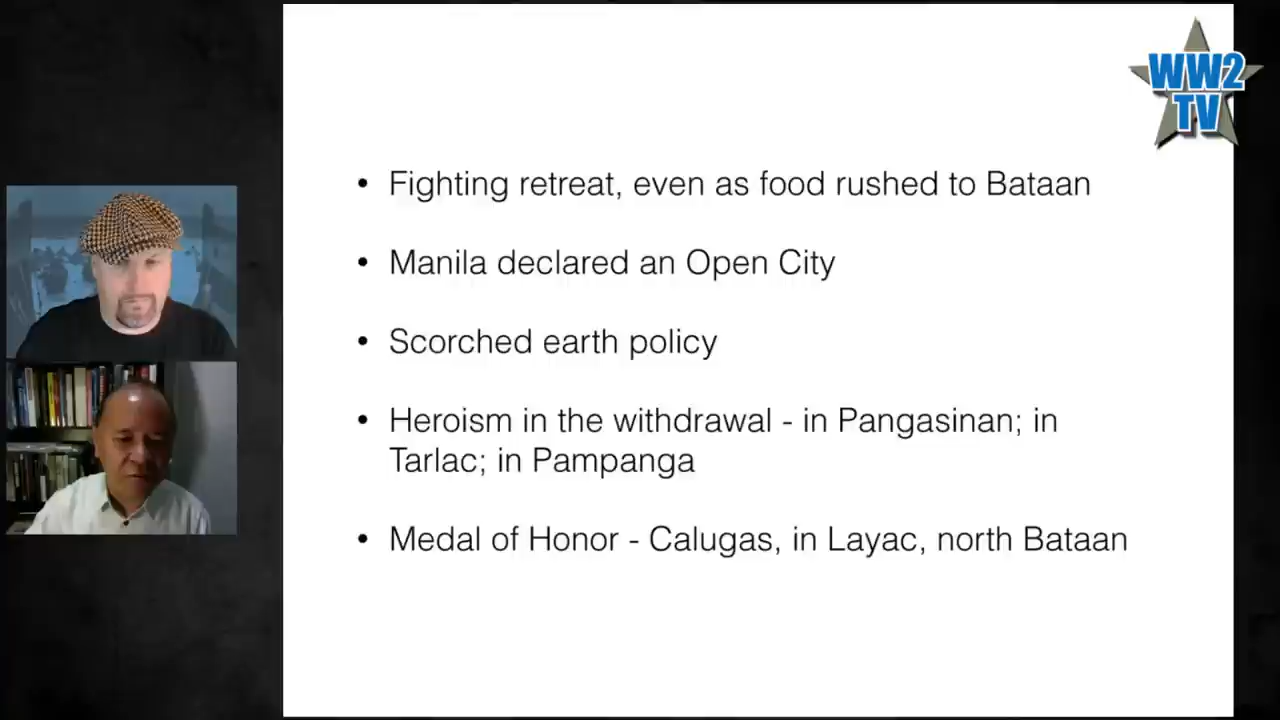 WW2
TV
• Fighting retreat, even as food rushed to Bataan
• Manila declared an Open City
• Scorched earth policy
• Heroism in the withdrawal - in Pangasinan; in
Tarlac; in Pampanga
• Medal of Honor - Calugas, in Layac, north Bataan